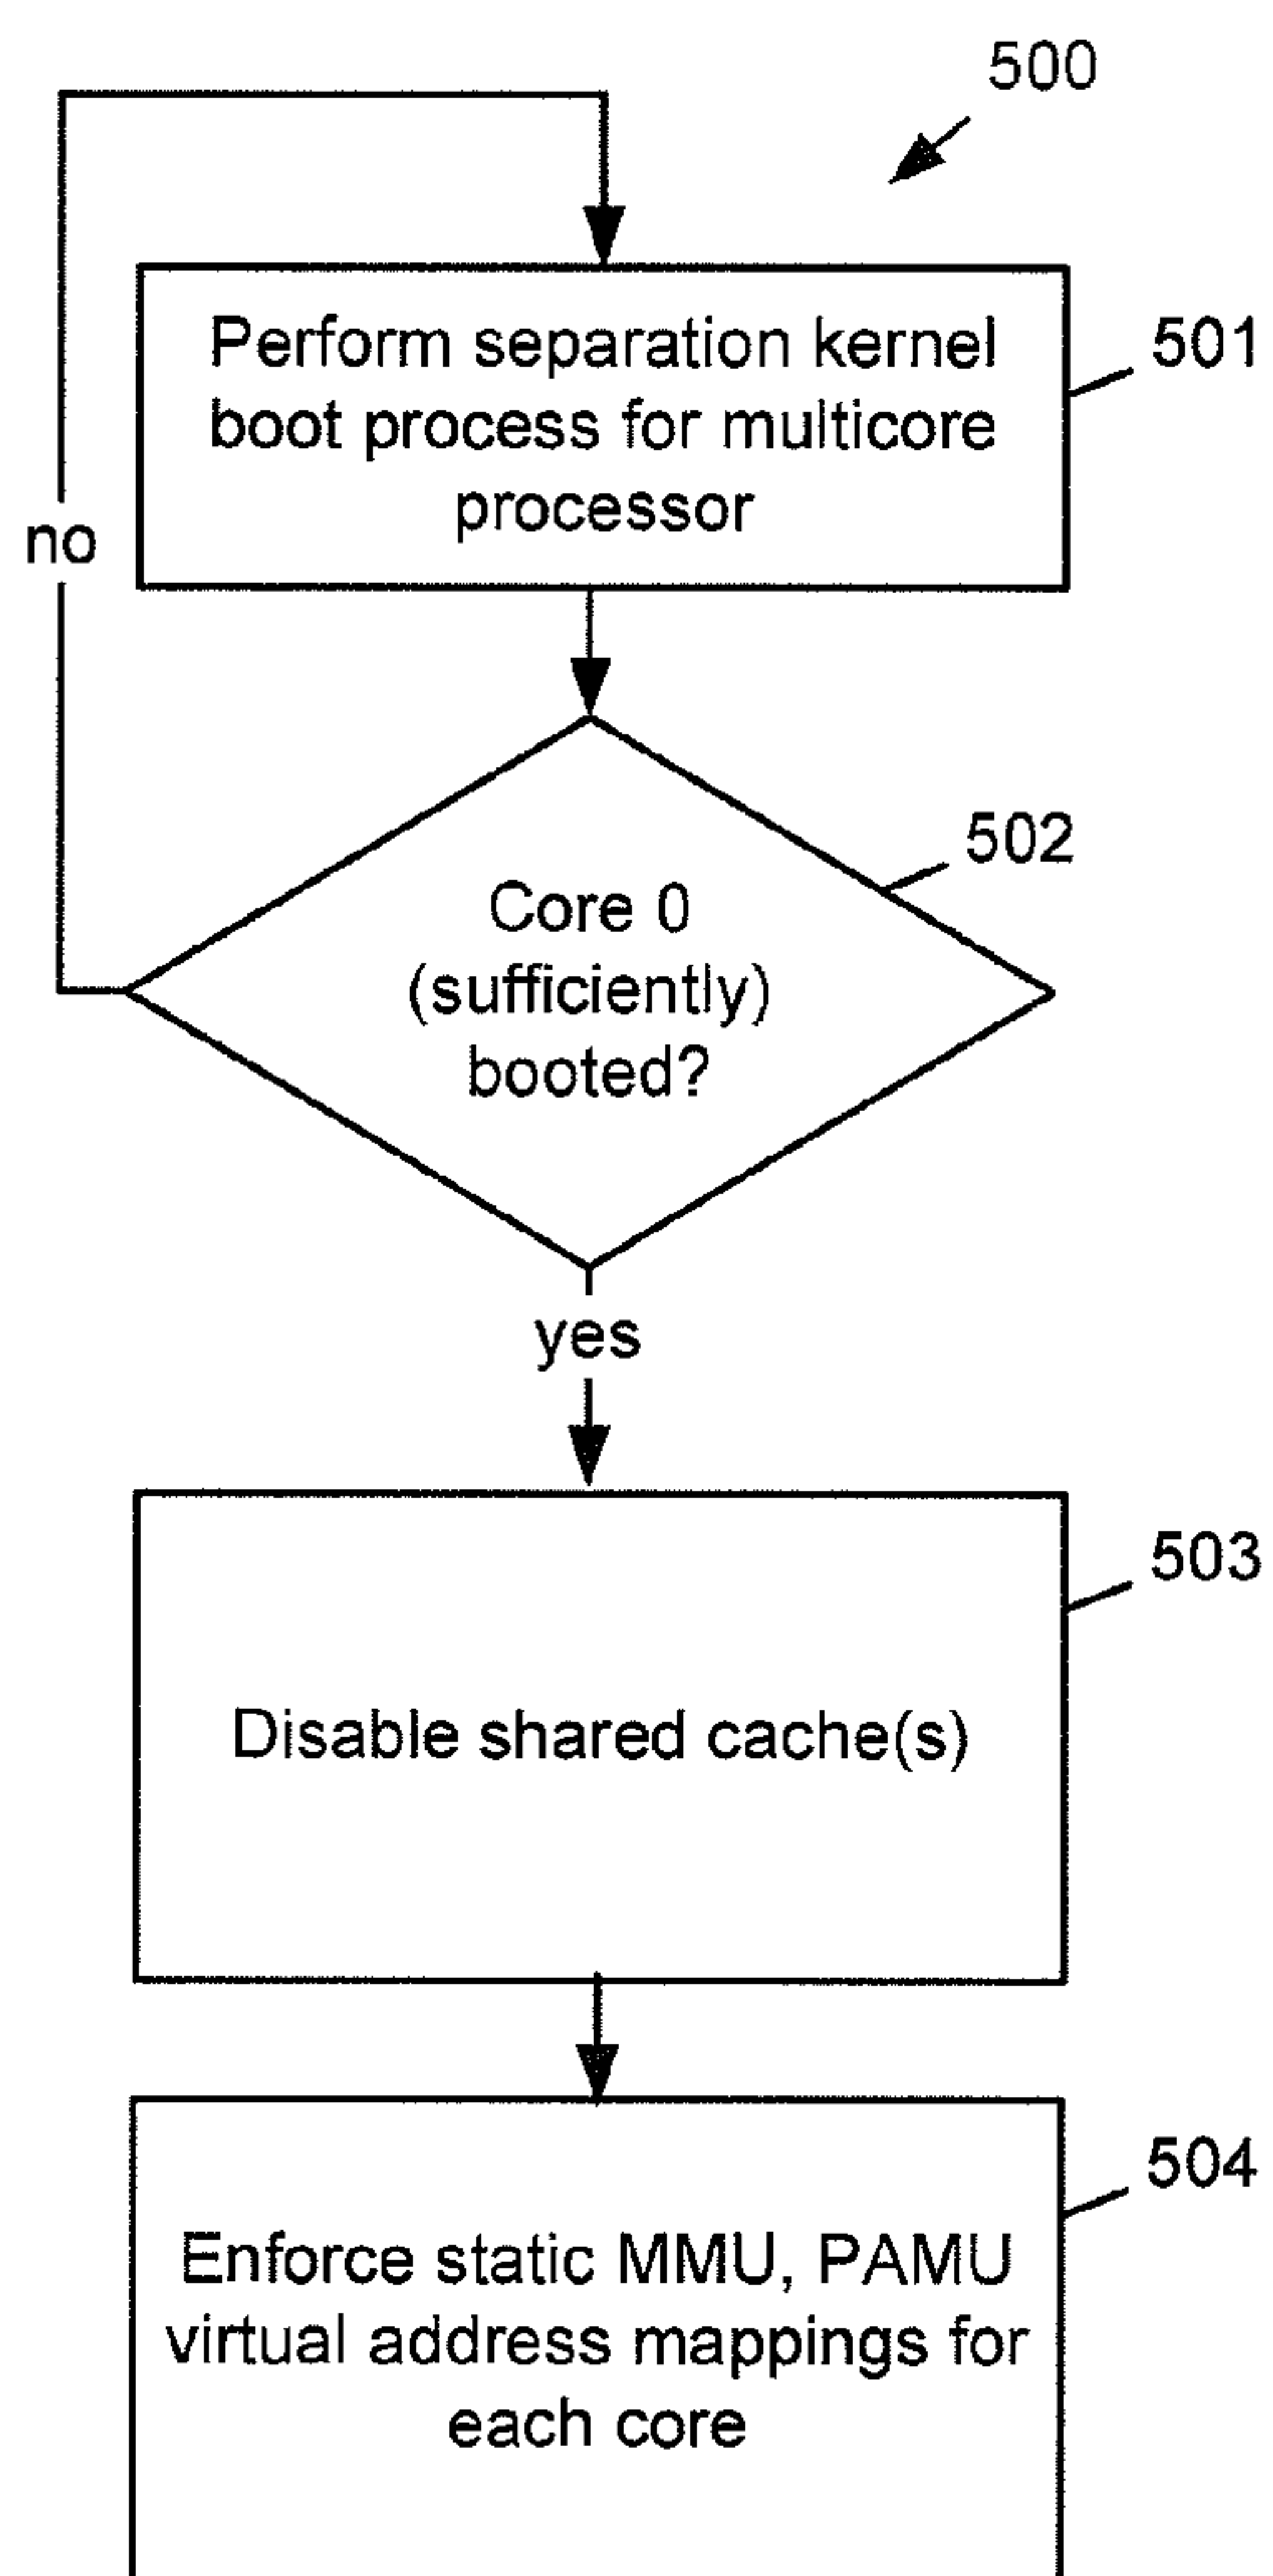 500
Perform separation kernel
boot process for multicore
processor
501
no
502
Core 0
(sufficiently)
booted?
yes
503
Disable shared cache(s)
504
Enforce static MMU, PAMU
virtual address mappings for
each core